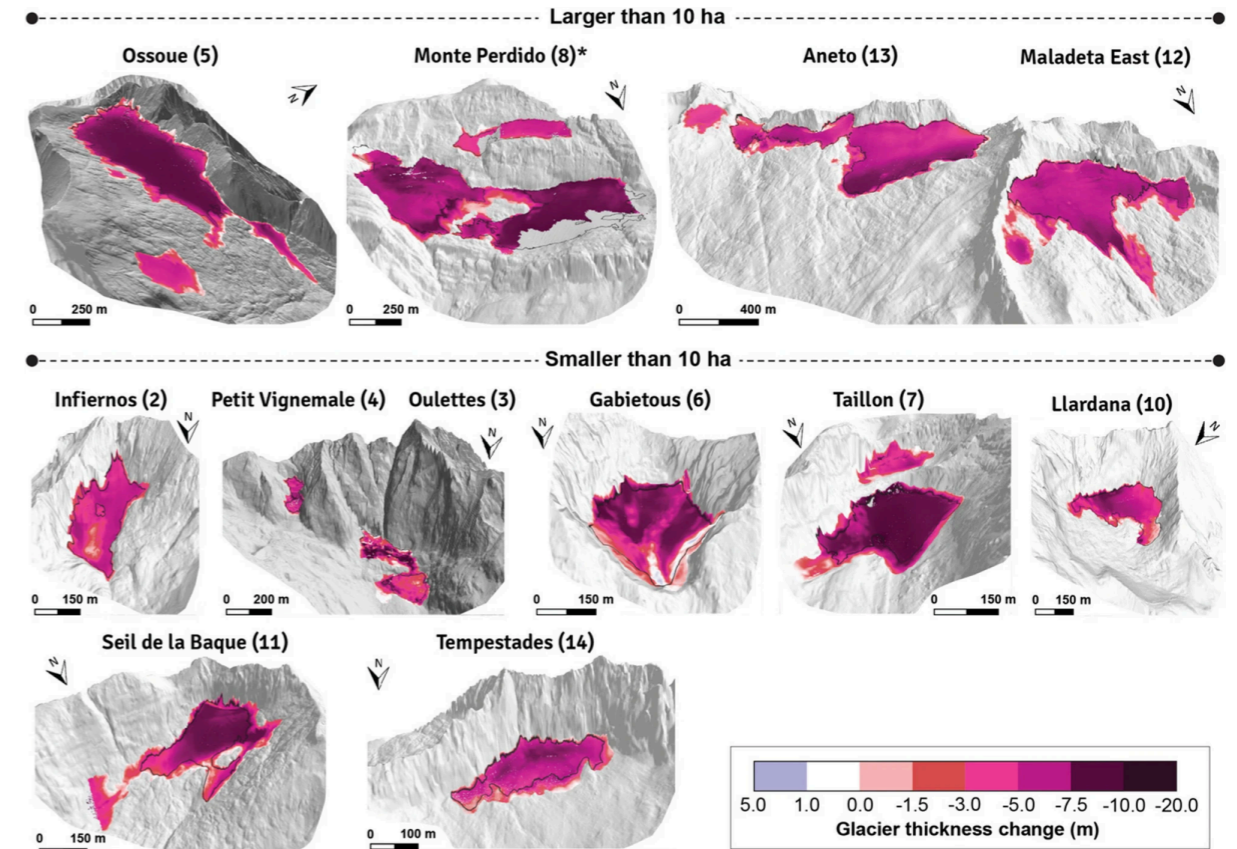 Larger than 10 ha
Ossoue (5)
Monte Perdido (8)*
Aneto (13)
Maladeta East (12)
N
N
N
0 250 m
0 250 m
0 400 m
Smaller than 10 ha
Infiernos (2)
Petit Vignemale (4)
Oulettes (3)
Gabietous (6)
Taillon (7)
Llardana (10)
N
N
N
N
N
0 150 m
0 200 m
0 150 m
0 150 m
0 150 m
Seil de la Baque (11)
Tempestades (14)
N
N
0 150 m
0 100 m
5.0 1.0 0.0 -1.5 -3.0 -5.0 -7.5 -10.0 -20.0
Glacier thickness change (m)